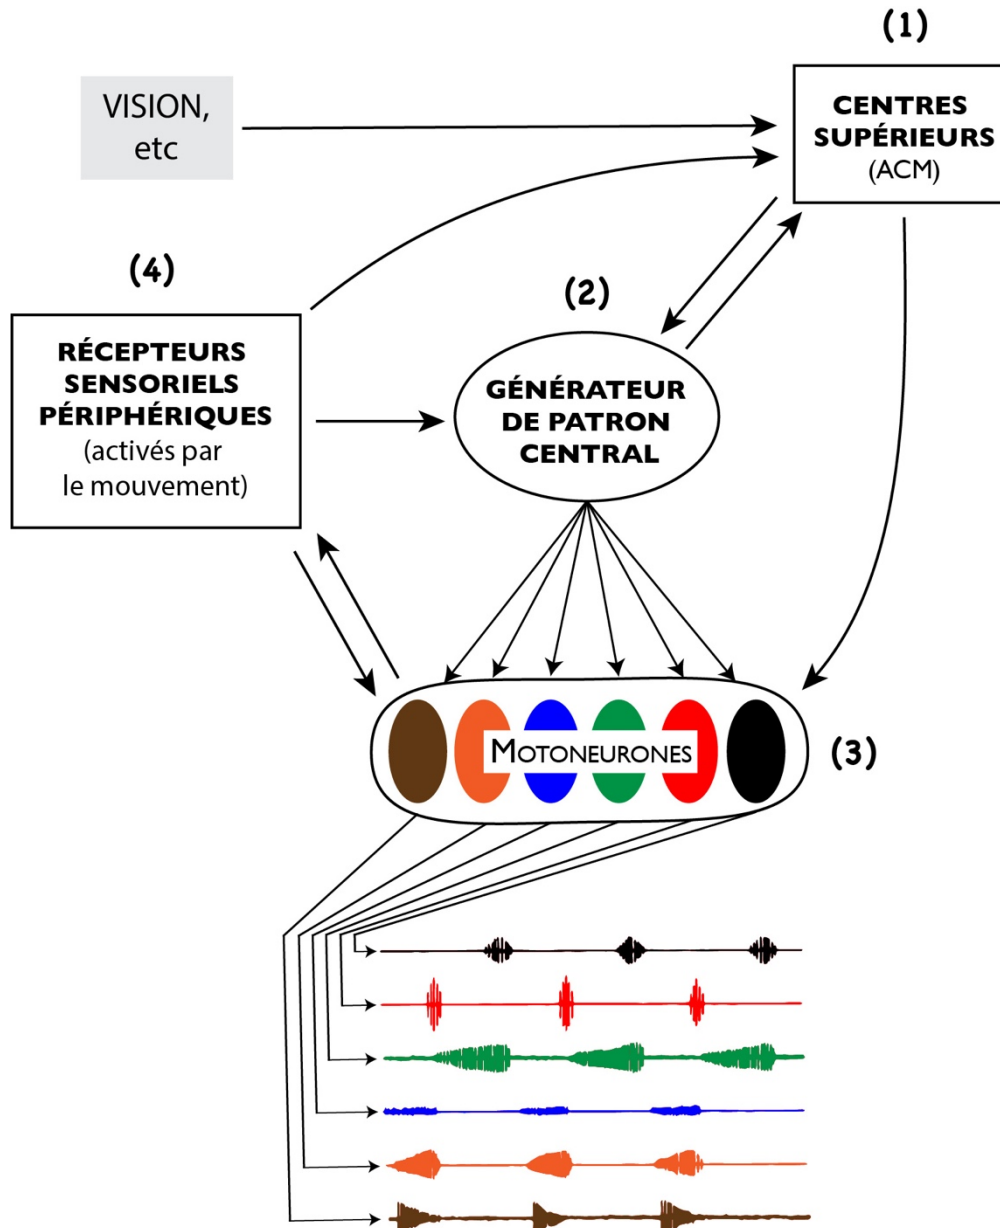 (1)
VISION,
etc
CENTRES
SUPÉRIEURS
(ACM)
(4)
(2)
RÉCEPTEURS
SENSORIELS
PÉRIPHÉRIQUES
(activés par
le mouvement)
GÉNÉRATEUR
DE PATRON
CENTRAL
MOTONEURONES
(3)